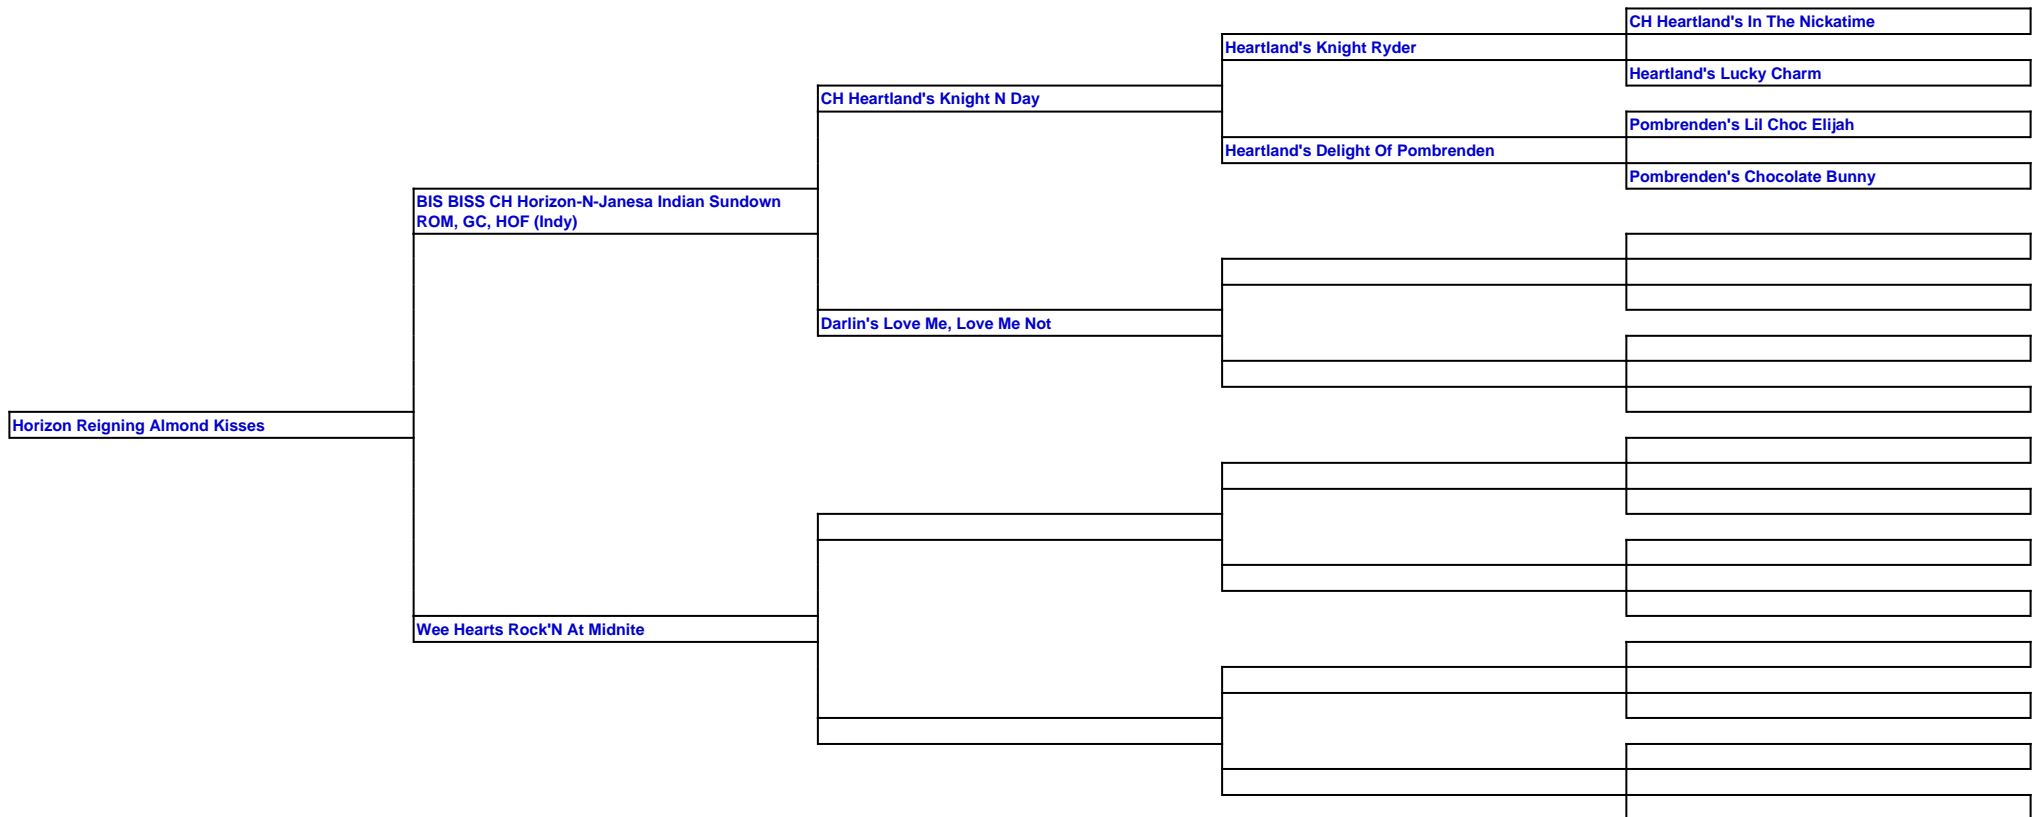 CH Heartland's In The Nickatime
Heartland's Knight Ryder
Heartland's Lucky Charm
CH Heartland's Knight N Day
Pombrenden's Lil Choc Elijah
Heartland's Delight Of Pombrenden
Pombrenden's Chocolate Bunny
BIS BISS CH Horizon-N-Janesa Indian Sundown
ROM, GC, HOF (Indy)
Darlin's Love Me, Love Me Not
Horizon Reigning Almond Kisses
Wee Hearts Rock'N At Midnite